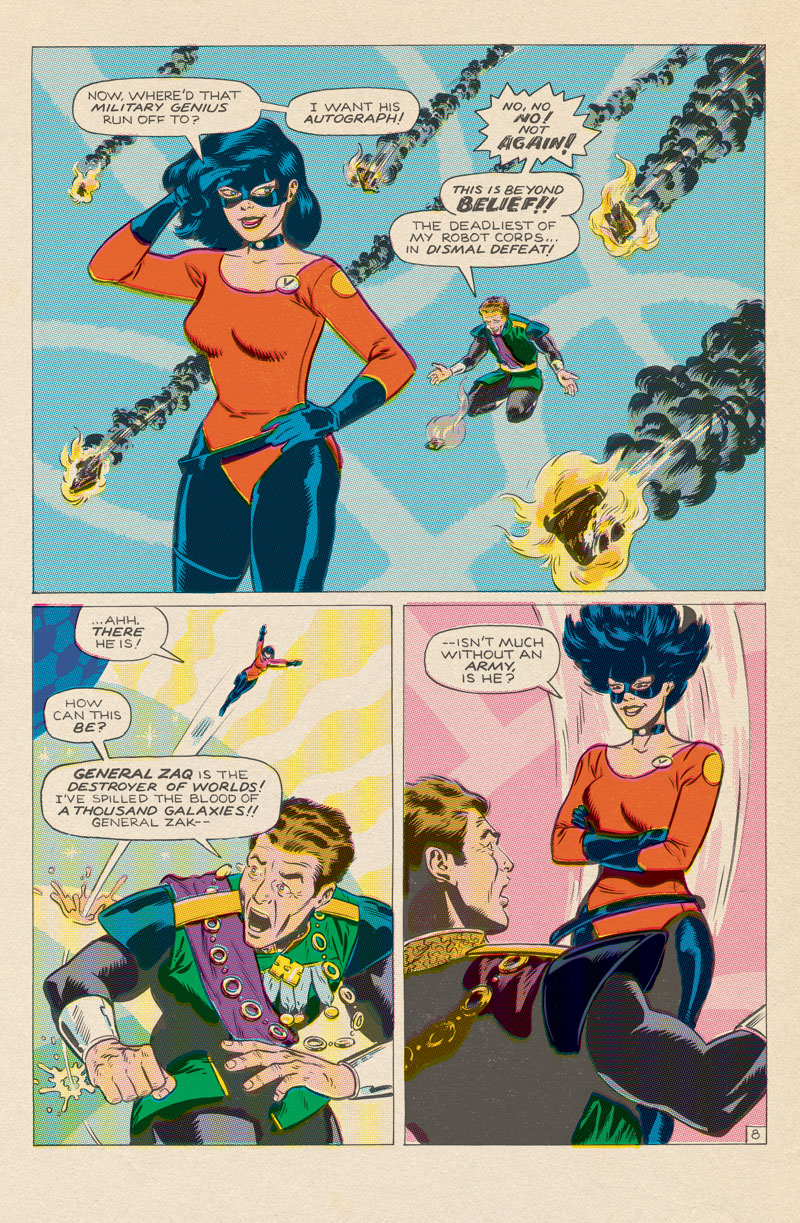 NOW, WHERE'D THAT
MILITARY GENIUS
RUN OFF TO?
I WANT HIS
AUTOGRAPH!
NO, NO
NO!
NOT
AGAIN!
THIS IS BEYOND
BELIEF!!
THE DEADLIEST OF
MY ROBOT CORPS...
IN DISMAL DEFEAT!
...AHH.
THERE
HE IS!
HOW
CAN THIS
BE?
GENERAL ZAQ IS THE
DESTROYER OF WORLDS!
I'VE SPILLED THE BLOOD OF
A THOUSAND GALAXIES!!
GENERAL ZAK--
--ISN'T MUCH
WITHOUT AN
ARMY,
IS HE?
8